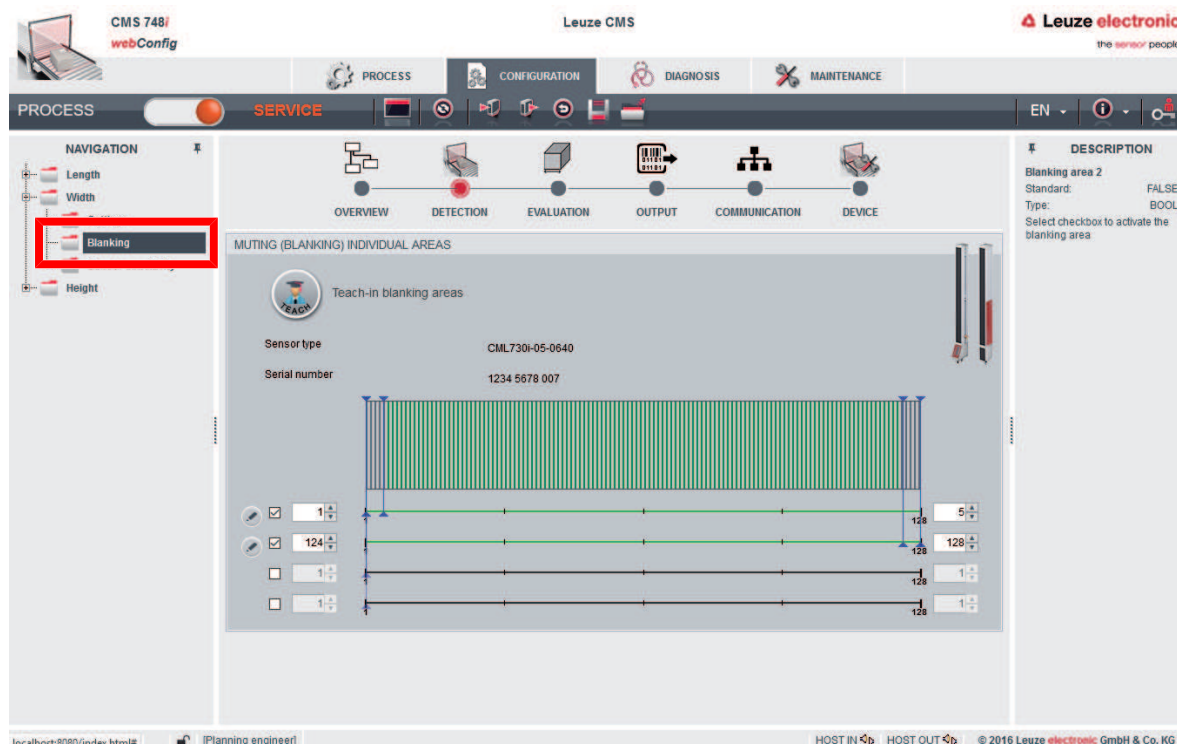 CMS 748i
webConfig
Leuze CMS
Leuze electronic
the sensor people
PROCESS
CONFIGURATION
DIAGNOSIS
MAINTENANCE
PROCESS
SERVICE
EN
NAVIGATION
Length
Width
Blanking
Height
OVERVIEW
DETECTION
EVALUATION
OUTPUT
COMMUNICATION
DEVICE
MUTING (BLANKING) INDIVIDUAL AREAS
TEACH
Teach-in blanking areas
Sensor type
CML730i-05-0640
Serial number
1234 5678 007
1 1 128 5
124 1 128 128
1 1 128 1
1 1 128 1
DESCRIPTION
Blanking area 2
Standard: FALSE
Type: BOOL
Select checkbox to activate the
blanking area
localhost:8080/index.html#
[Planning engineer]
HOST IN
HOST OUT
© 2016 Leuze electronic GmbH & Co. KG